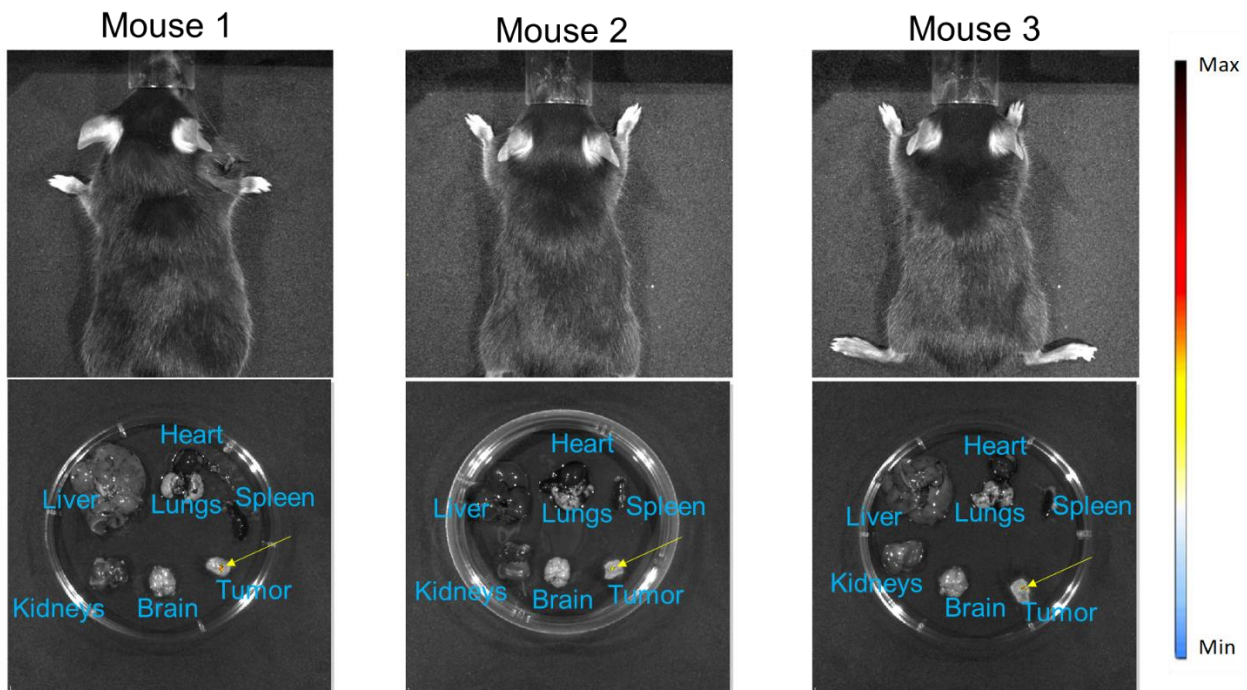 Mouse 1
Mouse 2
Mouse 3
Max
Min
Heart
Liver
Lungs
Spleen
Kidneys
Brain
Tumor
Heart
Liver
Lungs
Spleen
Kidneys
Brain
Tumor
Heart
Liver
Lungs
Spleen
Kidneys
Brain
Tumor